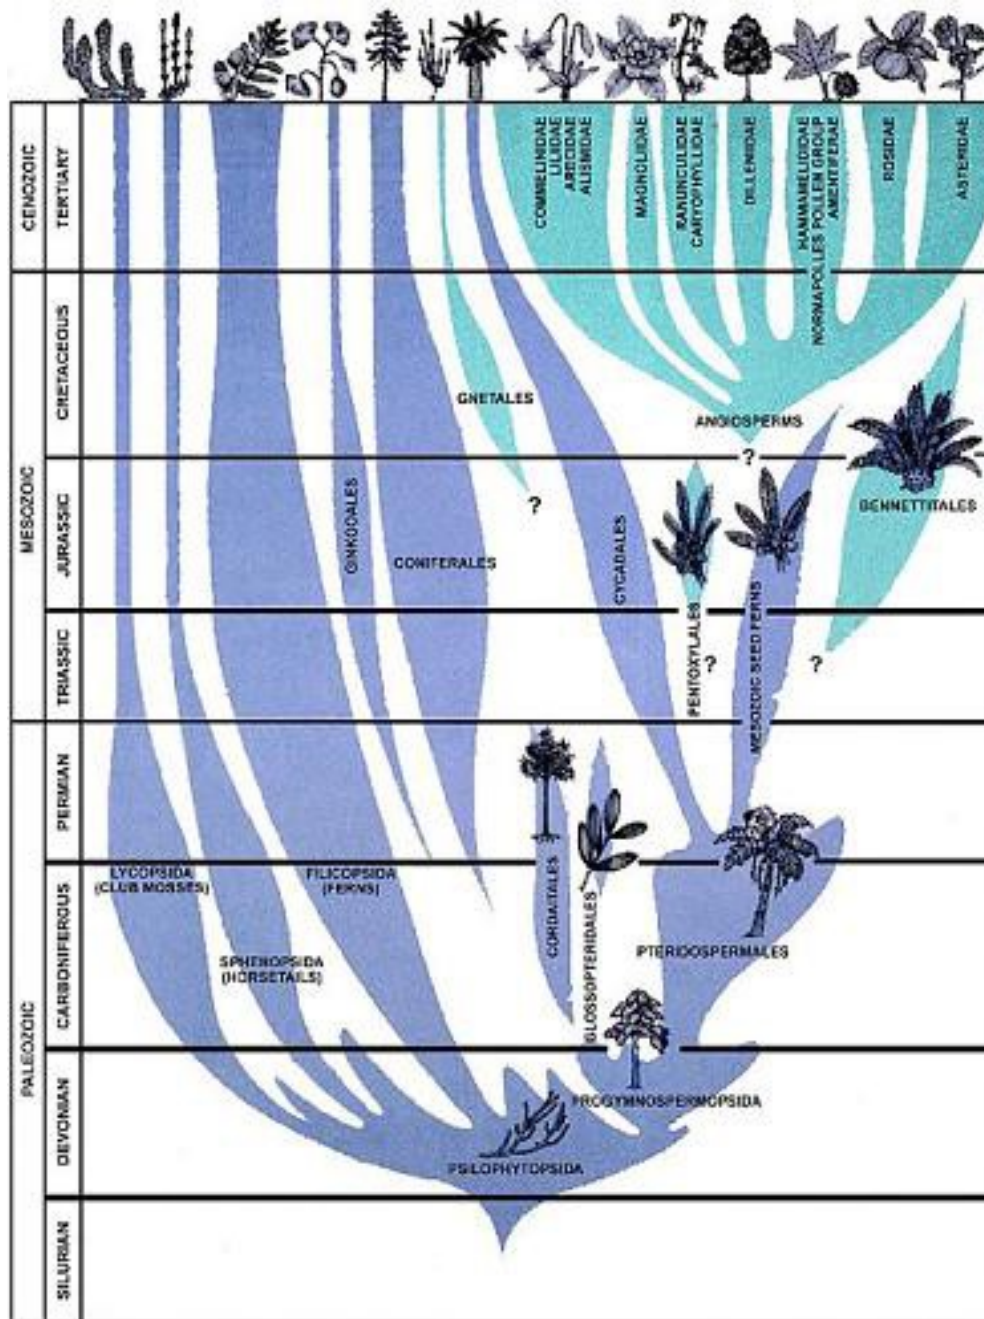 CENOZOIC
TERTIARY
COMMELINIDAE
LILIIDAE
ARECIDAE
ALISMIDAE
MAGNOLIIDAE
RANUNCULIDAE
CARYOPHYLLIDAE
DILLENIIDAE
HAMMAMELIDIDAE
NORMAPOLLES POLLEN GROUP
AMENTIFERAE
ROSIDAE
ASTERIDAE
MESOZOIC
CRETACEOUS
GNETALES
ANGIOSPERMS
?
JURASSIC
GINKGOALES
CONIFERALES
?
CYCADALES
BENNETTITALES
TRIASSIC
PENTOXYLALES
?
MESOZOIC SEED FERNS
?
PALEOZOIC
PERMIAN
CARBONIFEROUS
LYCOPSIDA
(CLUB MOSSES)
FILICOPSIDA
(FERNS)
SPHENOPSIDA
(HORSETAILS)
CORDAITALES
GLOSSOPTERIDALES
PTERIDOSPERMALES
DEVONIAN
PROGYMNOSPERMOPSIDA
PSILOPHYTOPSIDA
SILURIAN